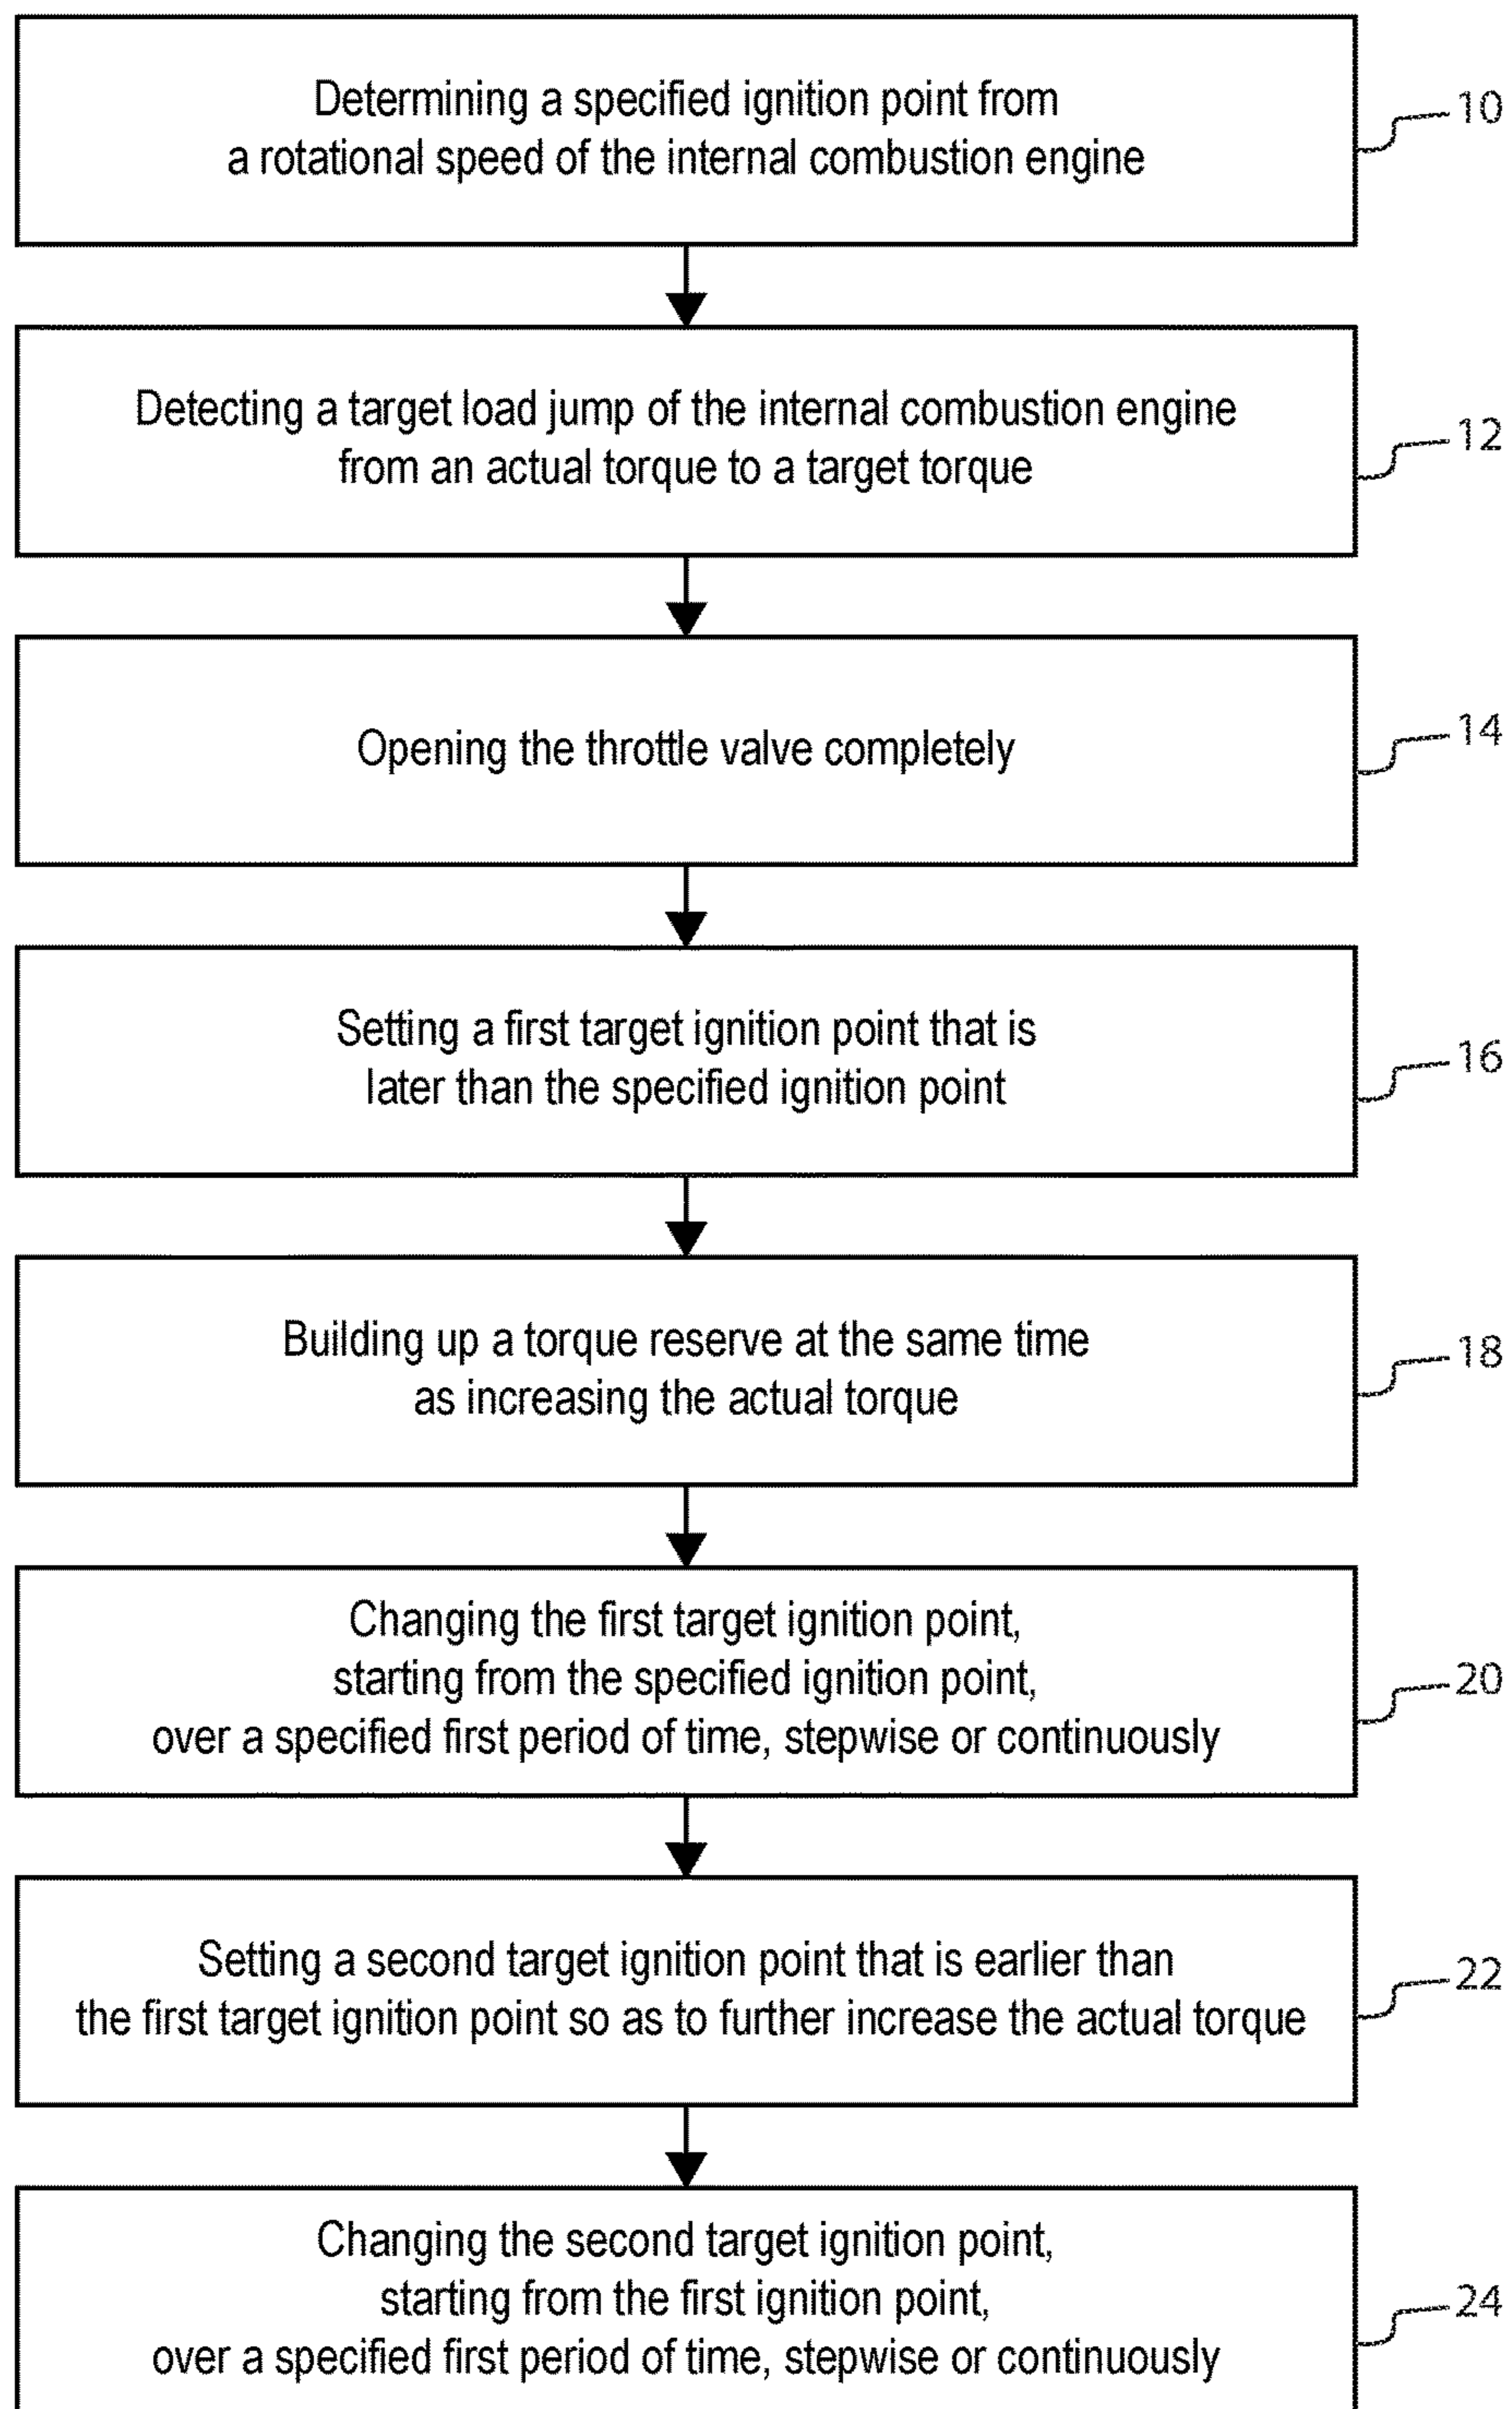 Determining a specified ignition point from
a rotational speed of the internal combustion engine
10
Detecting a target load jump of the internal combustion engine
from an actual torque to a target torque
12
Opening the throttle valve completely
14
Setting a first target ignition point that is
later than the specified ignition point
16
Building up a torque reserve at the same time
as increasing the actual torque
18
Changing the first target ignition point,
starting from the specified ignition point,
over a specified first period of time, stepwise or continuously
20
Setting a second target ignition point that is earlier than
the first target ignition point so as to further increase the actual torque
22
Changing the second target ignition point,
starting from the first ignition point,
over a specified first period of time, stepwise or continuously
24